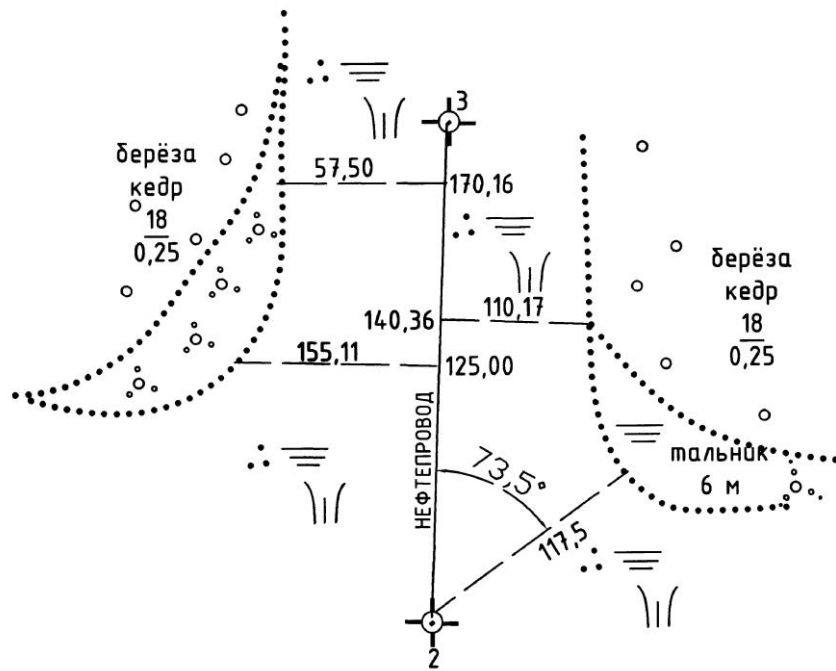 3
берёза
кедр
18
0,25
57,50
170,16
берёза
кедр
18
0,25
140,36
110,17
155,11
125,00
НЕФТЕПРОВОД
73,5°
тальник
6 м
117,5
2